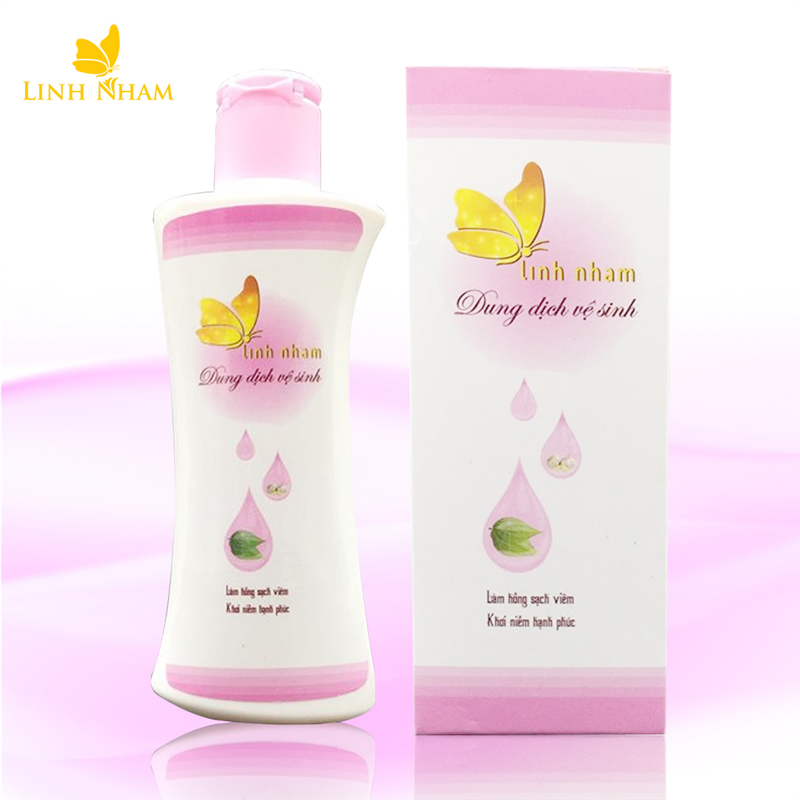 LINH NHAM
linh nham
Dung dịch vệ sinh
Làm hồng sạch viêm
Khơi niềm hạnh phúc
linh nham
Dung dịch vệ sinh
Làm hồng sạch viêm
Khơi niềm hạnh phúc